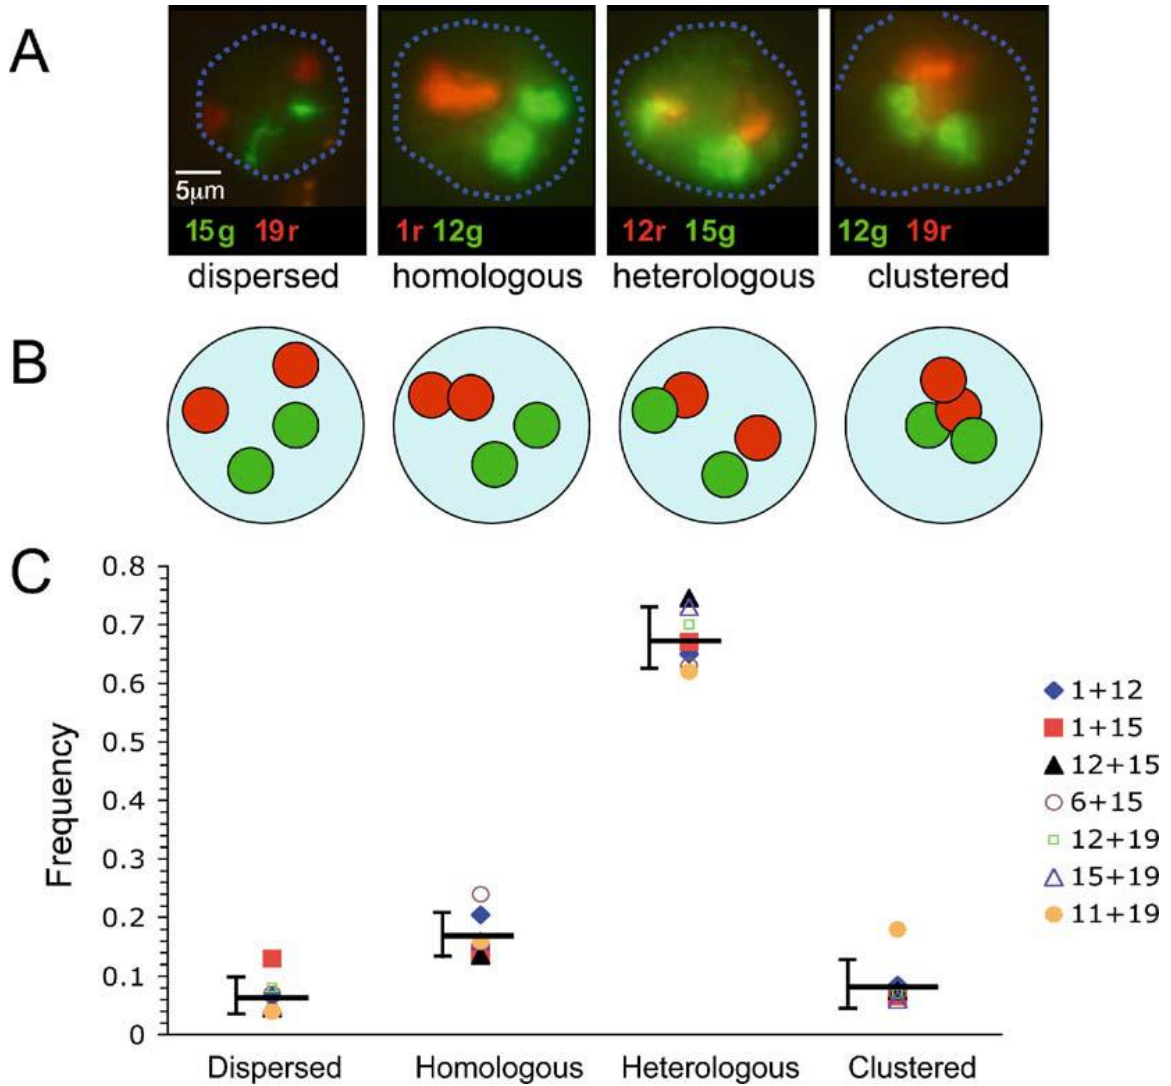 A
5μm
15g 19r
1r 12g
12r 15g
12g 19r
dispersed
homologous
heterologous
clustered
B
C
0.8
0.7
0.6
0.5
0.4
0.3
0.2
0.1
0
Frequency
Dispersed
Homologous
Heterologous
Clustered
1+12
1+15
12+15
6+15
12+19
15+19
11+19